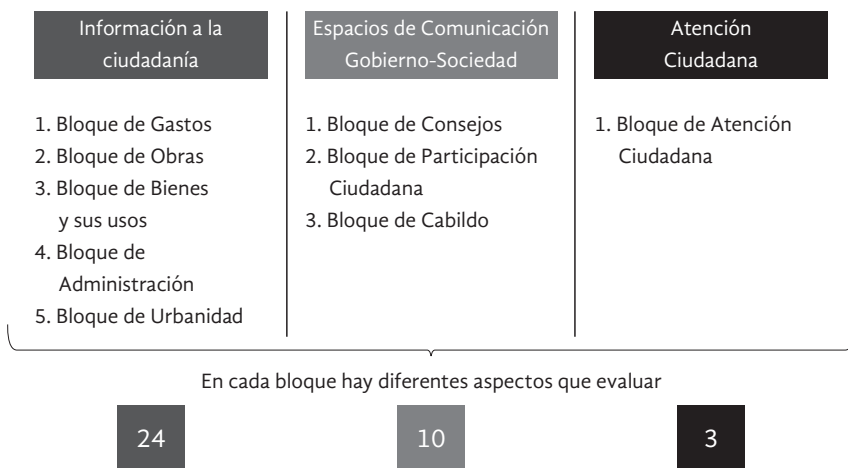 Información a la
ciudadanía
1. Bloque de Gastos
2. Bloque de Obras
3. Bloque de Bienes
y sus usos
4. Bloque de
Administración
5. Bloque de Urbanidad
Espacios de Comunicación
Gobierno-Sociedad
1. Bloque de Consejos
2. Bloque de Participación
Ciudadana
3. Bloque de Cabildo
Atención
Ciudadana
1. Bloque de Atención
Ciudadana
En cada bloque hay diferentes aspectos que evaluar
24
10
3